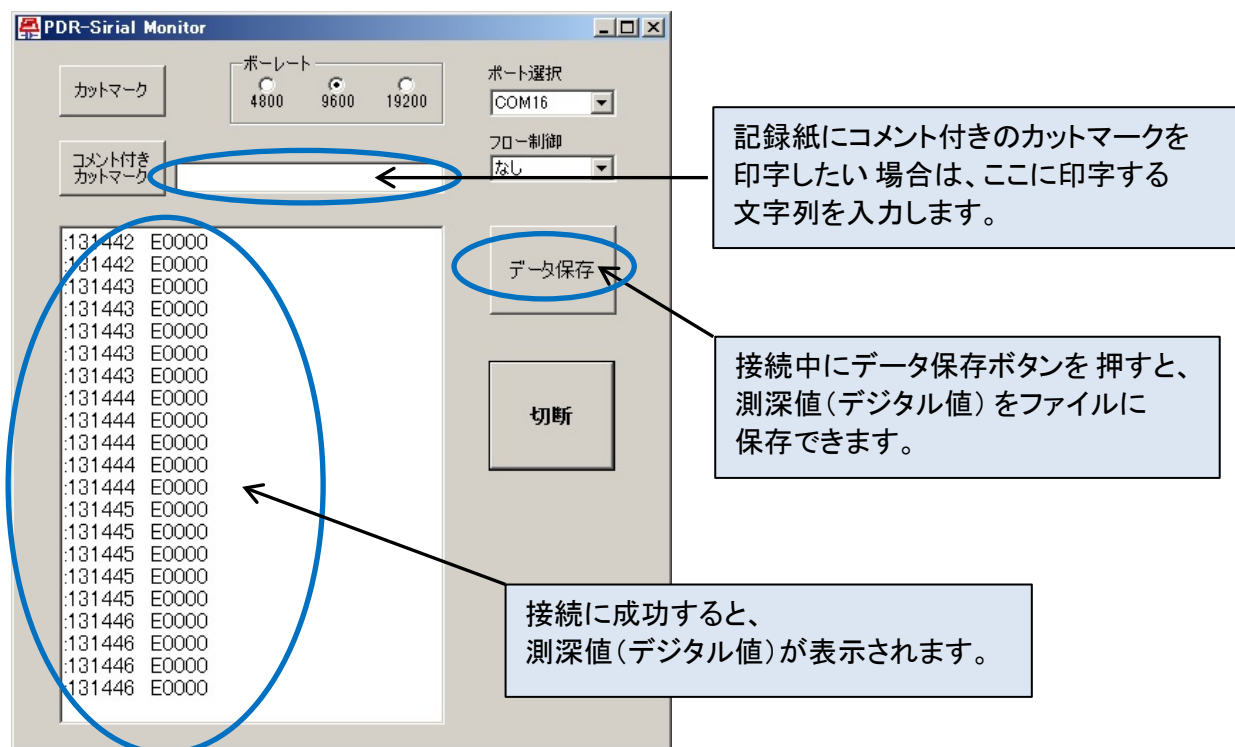 PDR-Sirial Monitor
カットマーク
ボーレート
4800 9600 19200
ポート選択
COM16
コメント付き
カットマーク
フロー制御
なし
記録紙にコメント付きのカットマークを
印字したい 場合は、ここに印字する
文字列を入力します。
:131442 E0000
:131442 E0000
:131443 E0000
:131443 E0000
:131443 E0000
:131443 E0000
:131443 E0000
:131444 E0000
:131444 E0000
:131444 E0000
:131444 E0000
:131444 E0000
:131445 E0000
:131445 E0000
:131445 E0000
:131445 E0000
:131445 E0000
:131446 E0000
:131446 E0000
:131446 E0000
:131446 E0000
データ保存
接続中にデータ保存ボタンを 押すと、
測深値（デジタル値） をファイルに
保存できます。
切断
接続に成功すると、
測深値（デジタル値）が表示されます。